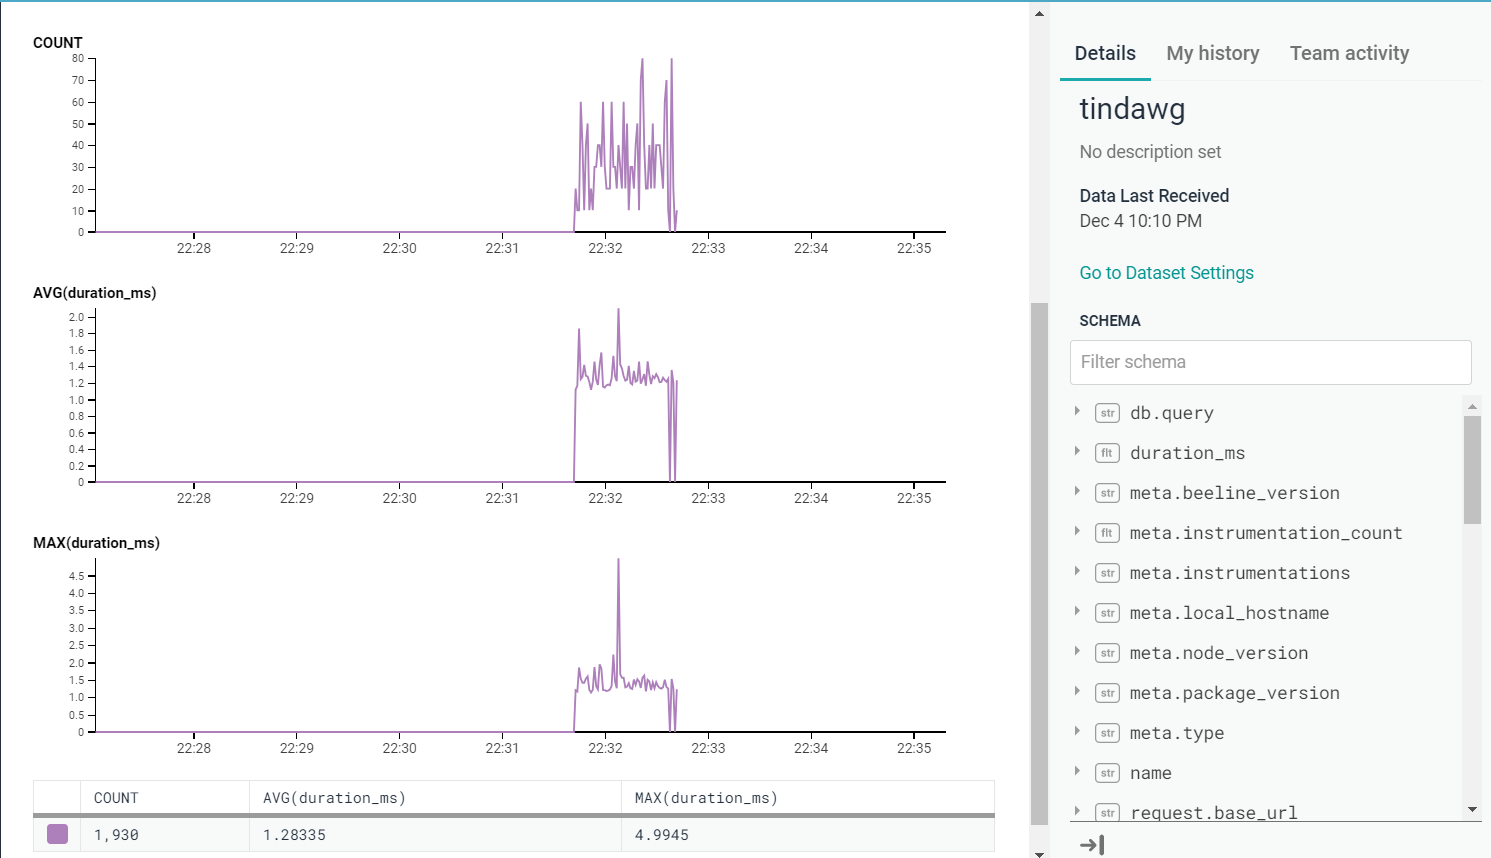 COUNT
80
70
60
50
40
30
20
10
0
22:28 22:29 22:30 22:31 22:32 22:33 22:34 22:35
AVG(duration_ms)
2.0
1.8
1.6
1.4
1.2
1.0
0.8
0.6
0.4
0.2
0
22:28 22:29 22:30 22:31 22:32 22:33 22:34 22:35
MAX(duration_ms)
4.5
4.0
3.5
3.0
2.5
2.0
1.5
1.0
0.5
0
22:28 22:29 22:30 22:31 22:32 22:33 22:34 22:35
COUNT AVG(duration_ms) MAX(duration_ms)
1,930 1.28335 4.9945
Details My history Team activity
tindawg
No description set
Data Last Received
Dec 4 10:10 PM
Go to Dataset Settings
SCHEMA
Filter schema
str db.query
flt duration_ms
str meta.beeline_version
flt meta.instrumentation_count
str meta.instrumentations
str meta.local_hostname
str meta.node_version
str meta.package_version
str meta.type
str name
str request.base_url